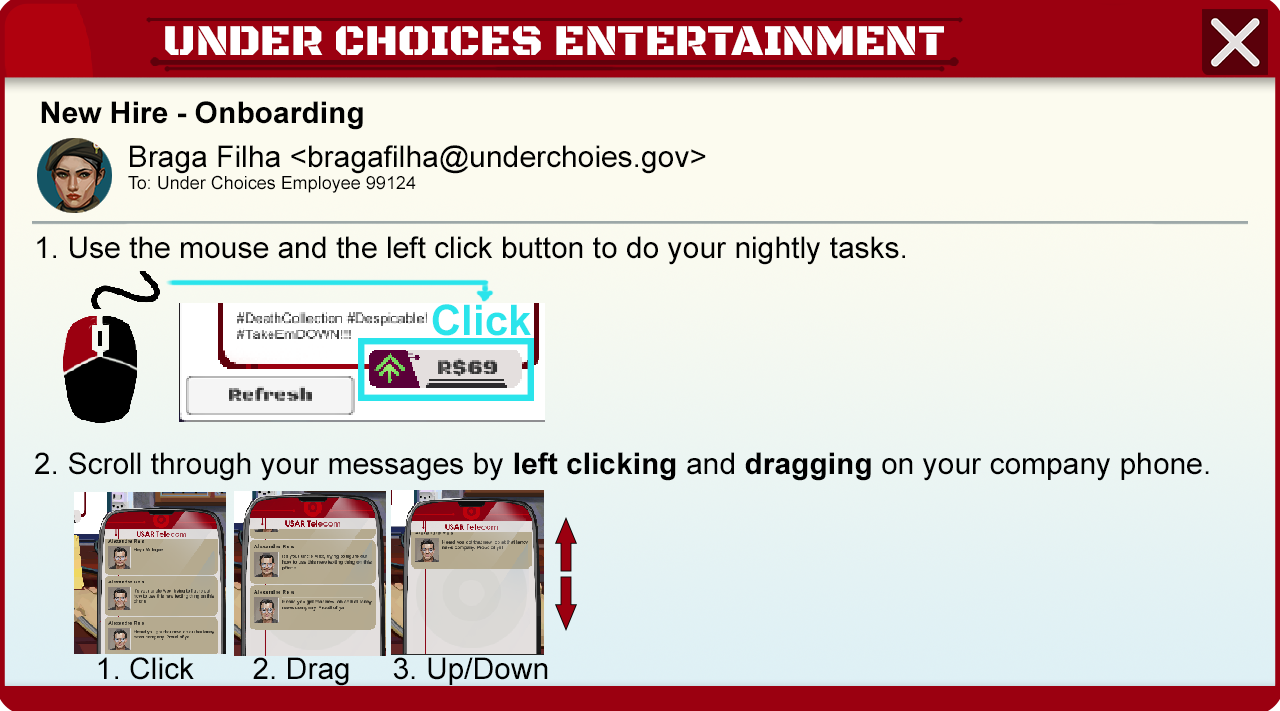 UNDER CHOICES ENTERTAINMENT
New Hire - Onboarding
Braga Filha <bragafilha@underchoies.gov>
To: Under Choices Employee 99124
1. Use the mouse and the left click button to do your nightly tasks.
#DeathCollection #Despicable!
#TakeEmDOWN!!!
Click
R$69
Refresh
2. Scroll through your messages by left clicking and dragging on your company phone.
USAR Telecom
USAR Telecom
USAR Telecom
1. Click
2. Drag
3. Up/Down